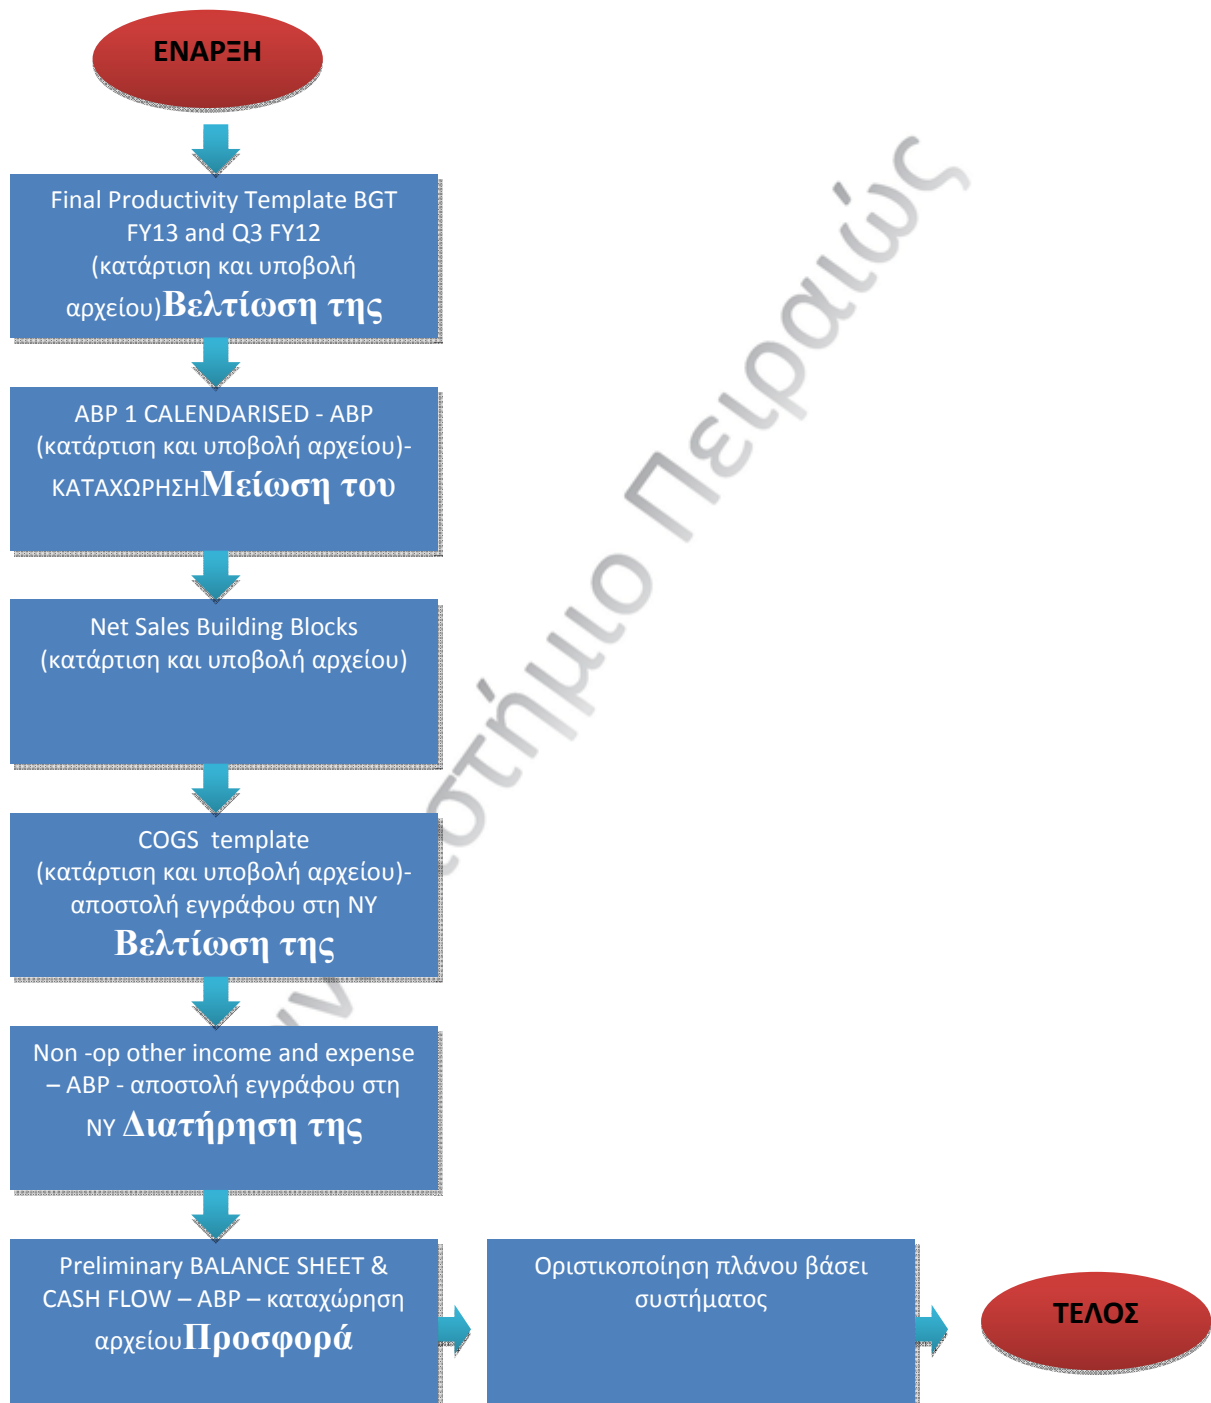 ΕΝΑΡΞΗ
Final Productivity Template BGT
FY13 and Q3 FY12
(κατάρτιση και υποβολή
αρχείου)Βελτίωση της
ABP 1 CALENDARISED - ABP
(κατάρτιση και υποβολή αρχείου)-
ΚΑΤΑΧΩΡΗΣΗΜείωση του
Net Sales Building Blocks
(κατάρτιση και υποβολή αρχείου)
COGS  template
(κατάρτιση και υποβολή αρχείου)-
αποστολή εγγράφου στη ΝΥ
Βελτίωση της
Non -op other income and expense
– ABP - αποστολή εγγράφου στη
ΝΥ Διατήρηση της
Preliminary BALANCE SHEET &
CASH FLOW – ABP – καταχώρηση
αρχείουΠροσφορά
Οριστικοποίηση πλάνου βάσει
συστήματος
ΤΕΛΟΣ
Πειραιώς